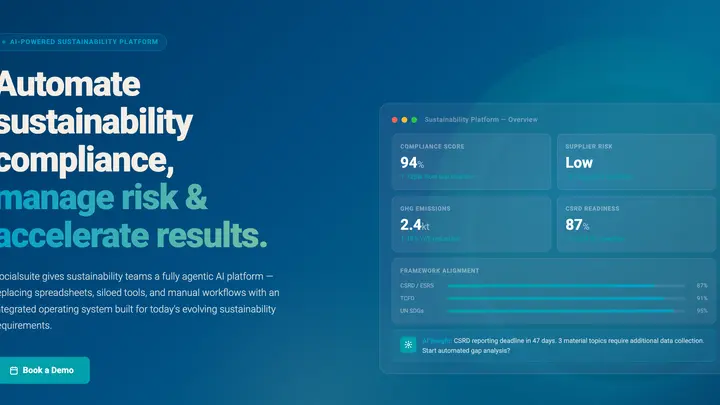 AI-POWERED SUSTAINABILITY PLATFORM
Automate
sustainability
compliance,
manage risk &
accelerate results.
ocialsuite gives sustainability teams a fully agentic AI platform —
eplacing spreadsheets, siloed tools, and manual workflows with an
ntegrated operating system built for today's evolving sustainability
equirements.
Book a Demo
Sustainability Platform — Overview
COMPLIANCE SCORE
94%
SUPPLIER RISK
Low
GHG EMISSIONS
2.4kt
CSRD READINESS
87%
FRAMEWORK ALIGNMENT
CSRD / ESRS 87%
TCFD 91%
UN SDGs 95%
AI Insight: CSRD reporting deadline in 47 days. 3 material topics require additional data collection.
Start automated gap analysis?